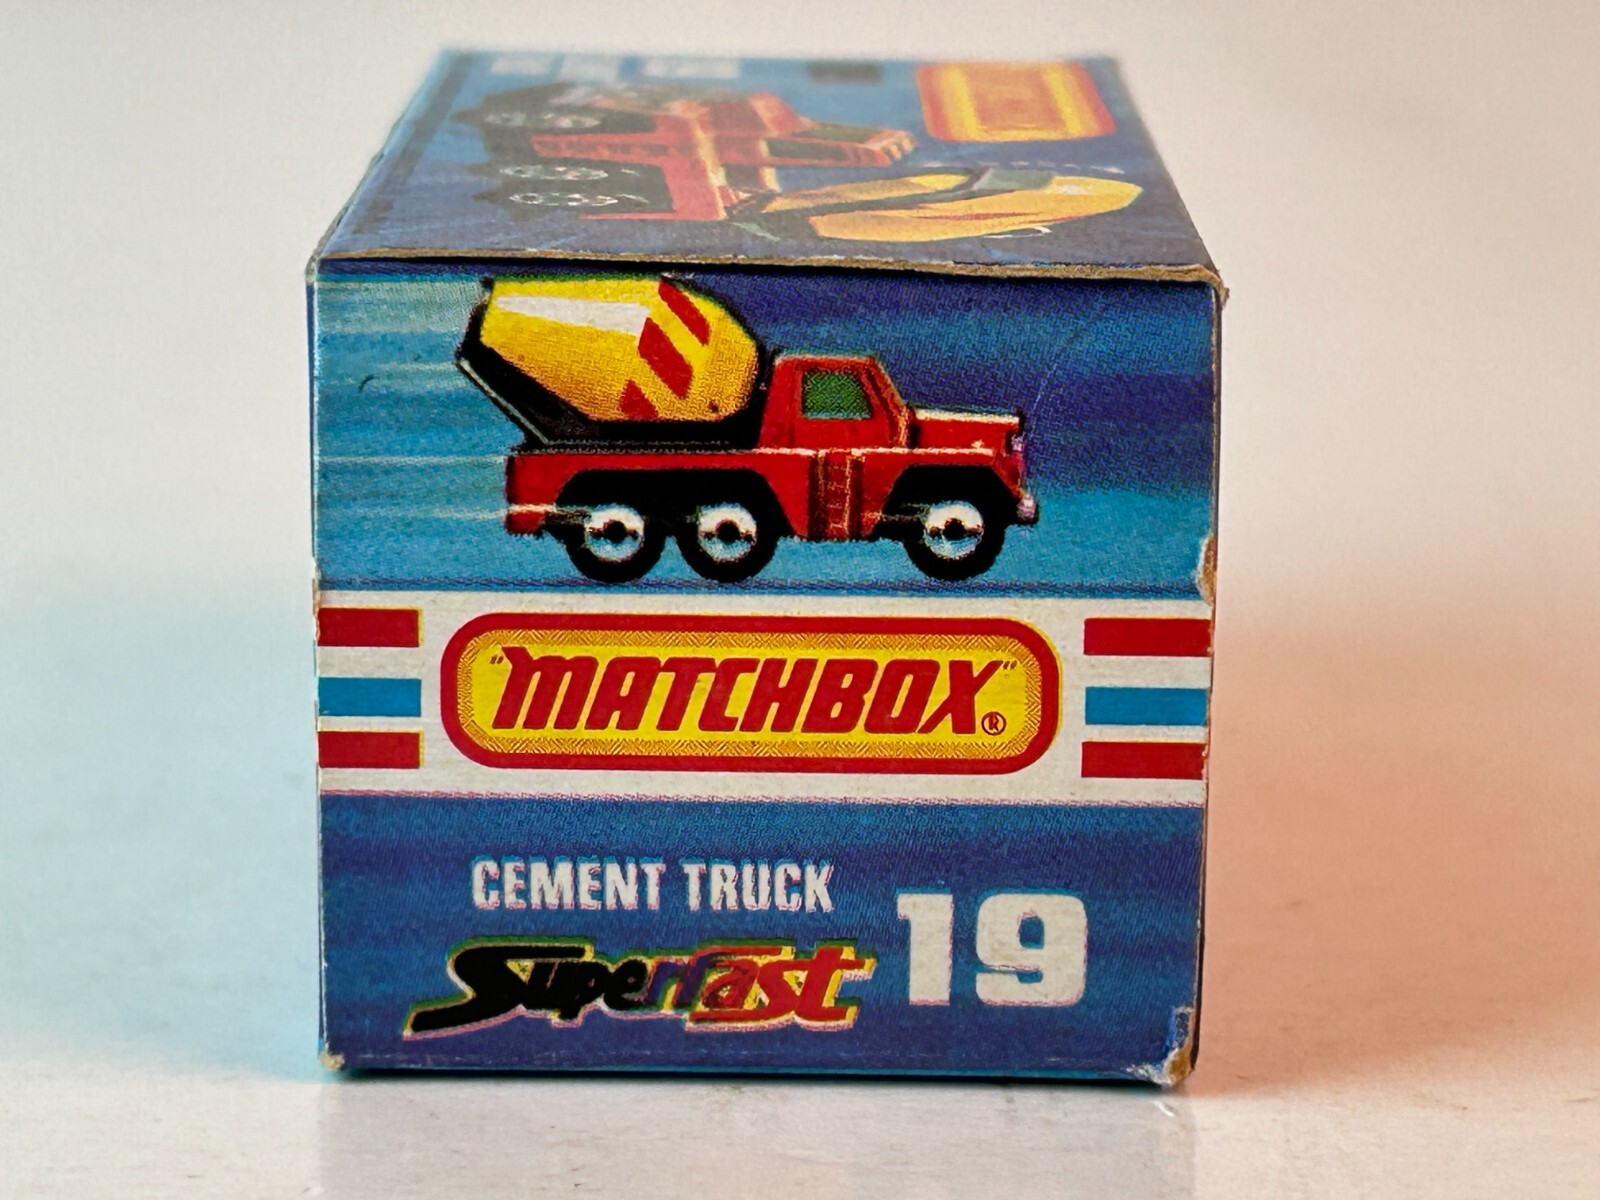 "MATCHBOX"®
CEMENT TRUCK
Superfast
19